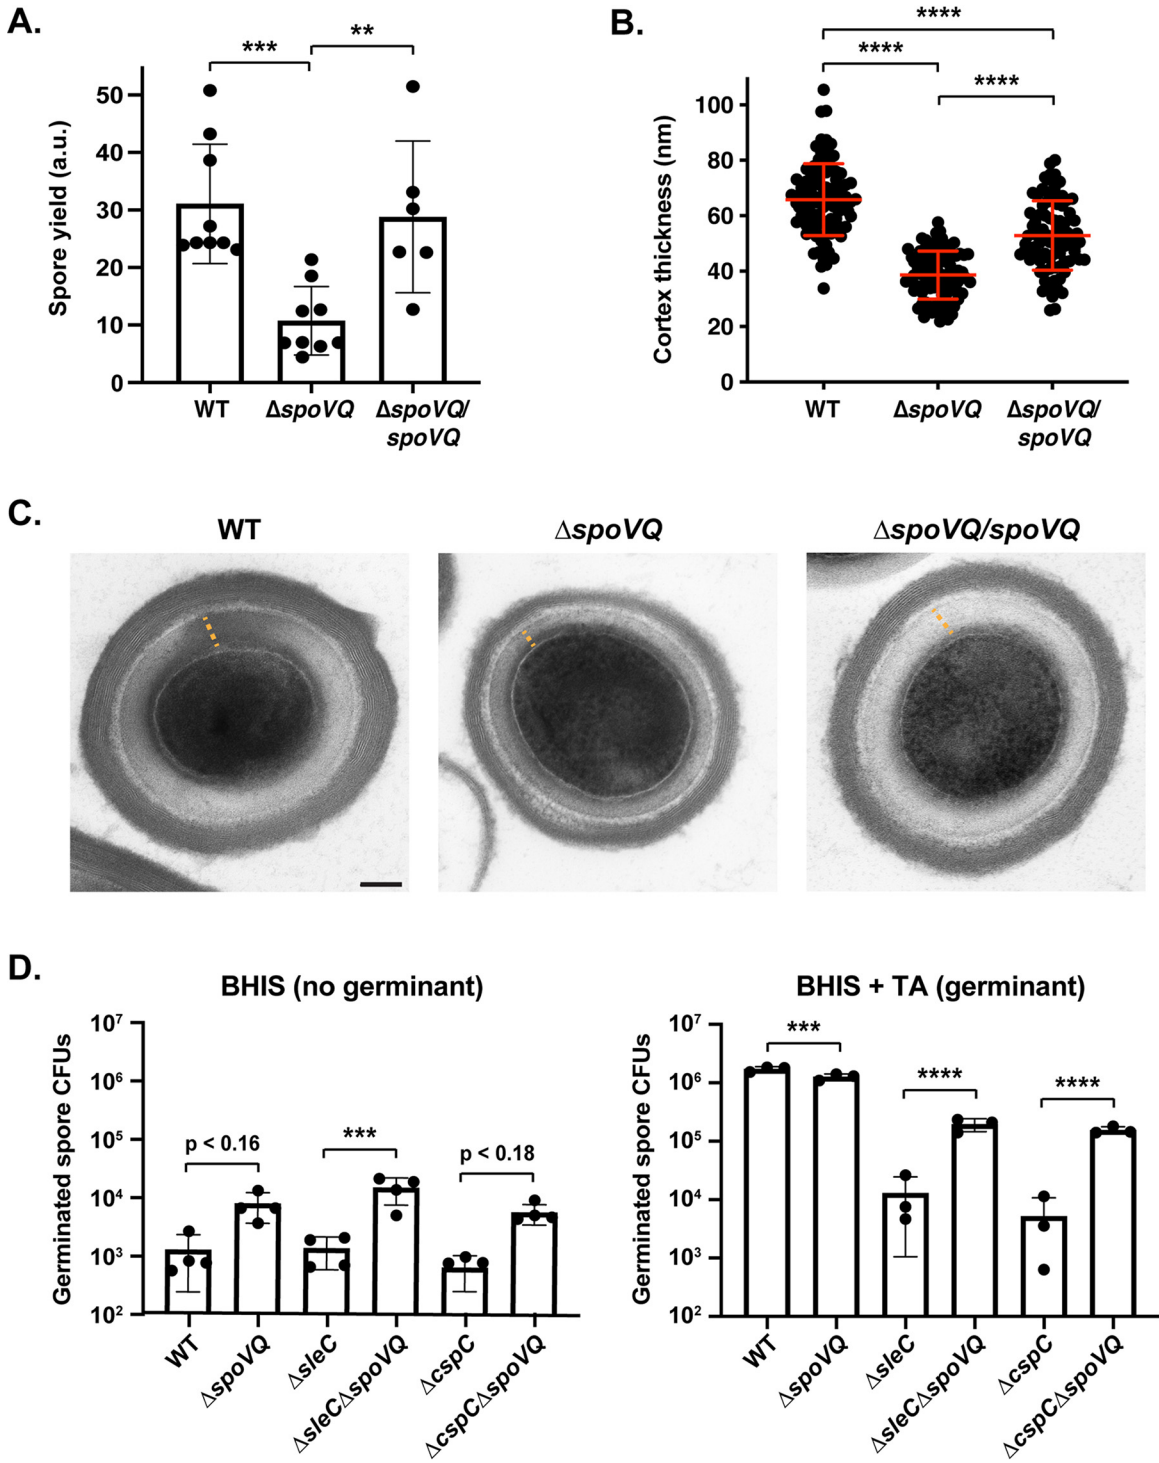 A.
*** **
Spore yield (a.u.)
50
40
30
20
10
0
WT ΔspoVQ ΔspoVQ/
spoVQ
B.
****
**** ****
Cortex thickness (nm)
100
80
60
40
20
0
WT ΔspoVQ ΔspoVQ/
spoVQ
C.
WT ΔspoVQ ΔspoVQ/spoVQ
D.
BHIS (no germinant)
Germinated spore CFUs
10⁷
10⁶
10⁵
10⁴
10³
10²
p < 0.16 *** p < 0.18
WT ΔspoVQ ΔsleC ΔsleCΔspoVQ ΔcspC ΔcspCΔspoVQ
BHIS + TA (germinant)
Germinated spore CFUs
10⁷
10⁶
10⁵
10⁴
10³
10²
*** **** ****
WT ΔspoVQ ΔsleC ΔsleCΔspoVQ ΔcspC ΔcspCΔspoVQ